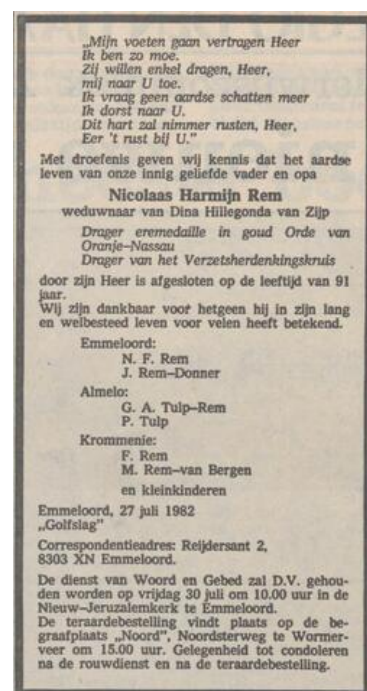 „Mijn voeten gaan vertragen Heer
Ik ben zo moe.
Zij willen enkel dragen, Heer,
mij naar U toe.
Ik vraag geen aardse schatten meer
Ik dorst naar U.
Dit hart zal nimmer rusten, Heer,
Eer 't rust bij U.”
Met droefenis geven wij kennis dat het aardse
leven van onze innig geliefde vader en opa
Nicolaas Harmijn Rem
weduwnaar van Dina Hillegonda van Zijp
Drager eremedaille in goud Orde van
Oranje-Nassau
Drager van het Verzetsherdenkingskruis
door zijn Heer is afgesloten op de leeftijd van 91
jaar.
Wij zijn dankbaar voor hetgeen hij in zijn lang
en welbesteed leven voor velen heeft betekend.
Emmeloord:
N. F. Rem
J. Rem-Donner
Almelo:
G. A. Tulp-Rem
P. Tulp
Krommenie:
F. Rem
M. Rem-van Bergen
en kleinkinderen
Emmeloord, 27 juli 1982
„Golfslag”
Correspondentieadres: Reijdersant 2,
8303 XN Emmeloord.
De dienst van Woord en Gebed zal D.V. gehou-
den worden op vrijdag 30 juli om 10.00 uur in de
Nieuw-Jeruzalemkerk te Emmeloord.
De teraardebestelling vindt plaats op de be-
graafplaats „Noord”, Noordsterweg te Wormer-
veer om 15.00 uur. Gelegenheid tot condoleren
na de rouwdienst en na de teraardebestelling.